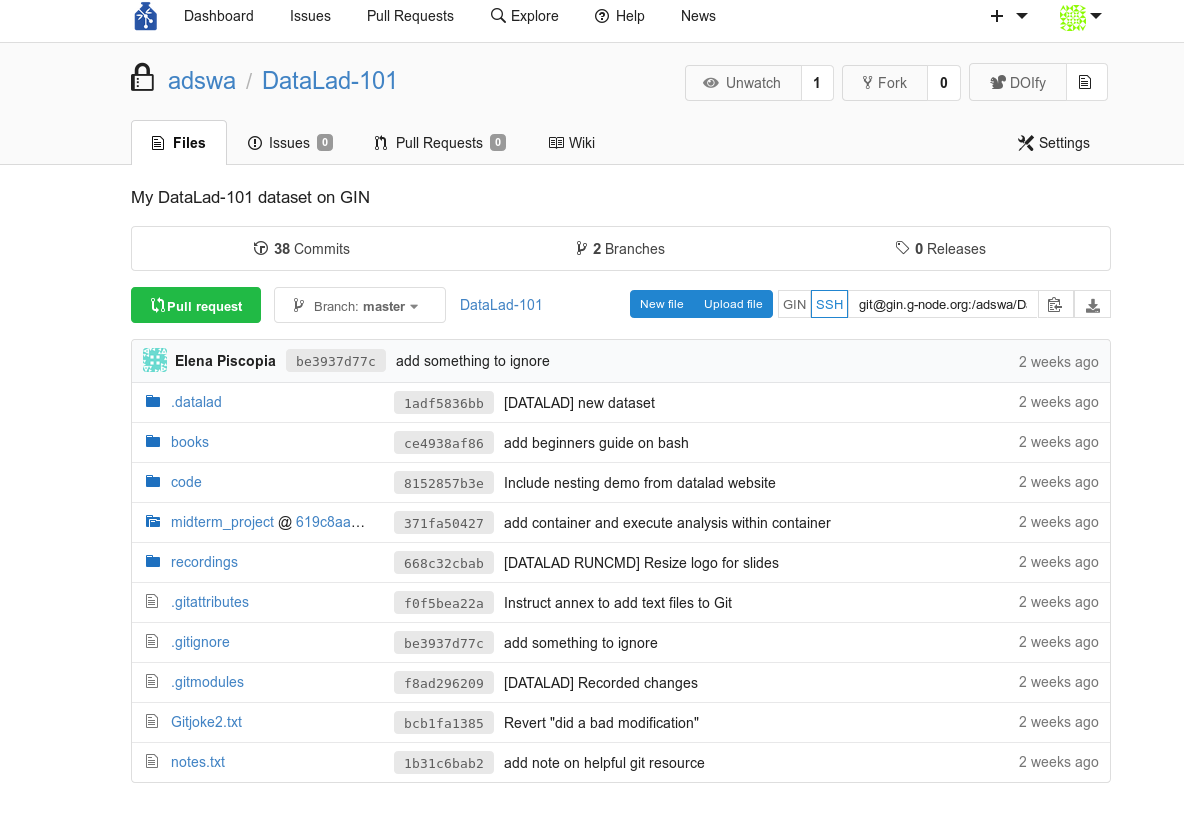 Dashboard Issues Pull Requests Explore Help News
adswa / DataLad-101 Unwatch 1 Fork 0 DOIfy
Files Issues 0 Pull Requests 0 Wiki Settings
My DataLad-101 dataset on GIN
38 Commits 2 Branches 0 Releases
Pull request Branch: master DataLad-101 New file Upload file GIN SSH git@gin.g-node.org:/adswa/D
Elena Piscopia be3937d77c add something to ignore 2 weeks ago
.datalad 1adf5836bb [DATALAD] new dataset 2 weeks ago
books ce4938af86 add beginners guide on bash 2 weeks ago
code 8152857b3e Include nesting demo from datalad website 2 weeks ago
midterm_project @ 619c8aa... 371fa50427 add container and execute analysis within container 2 weeks ago
recordings 668c32cbab [DATALAD RUNCMD] Resize logo for slides 2 weeks ago
.gitattributes f0f5bea22a Instruct annex to add text files to Git 2 weeks ago
.gitignore be3937d77c add something to ignore 2 weeks ago
.gitmodules f8ad296209 [DATALAD] Recorded changes 2 weeks ago
Gitjoke2.txt bcb1fa1385 Revert "did a bad modification" 2 weeks ago
notes.txt 1b31c6bab2 add note on helpful git resource 2 weeks ago